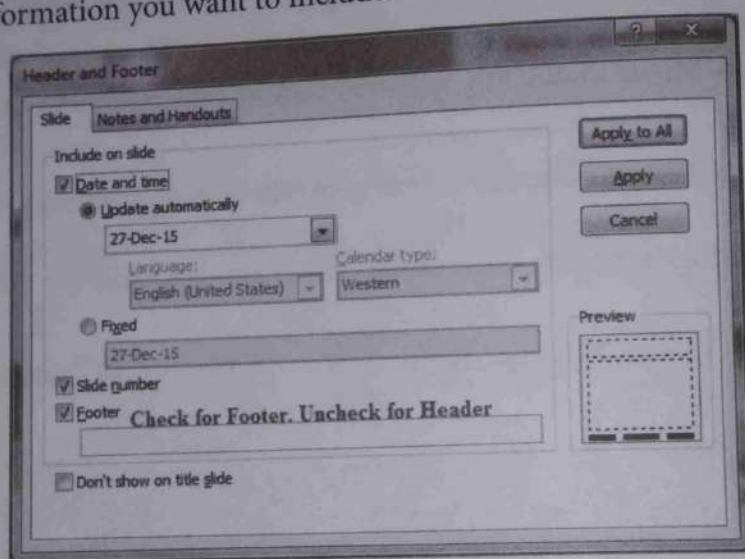 formation you want to include
Header and Footer
Slide Notes and Handouts
Include on slide
Date and time
Update automatically
27-Dec-15
Language: Calendar type:
English (United States) Western
Fixed
27-Dec-15
Slide number
Footer Check for Footer. Uncheck for Header
Don't show on title slide
Apply to All
Apply
Cancel
Preview